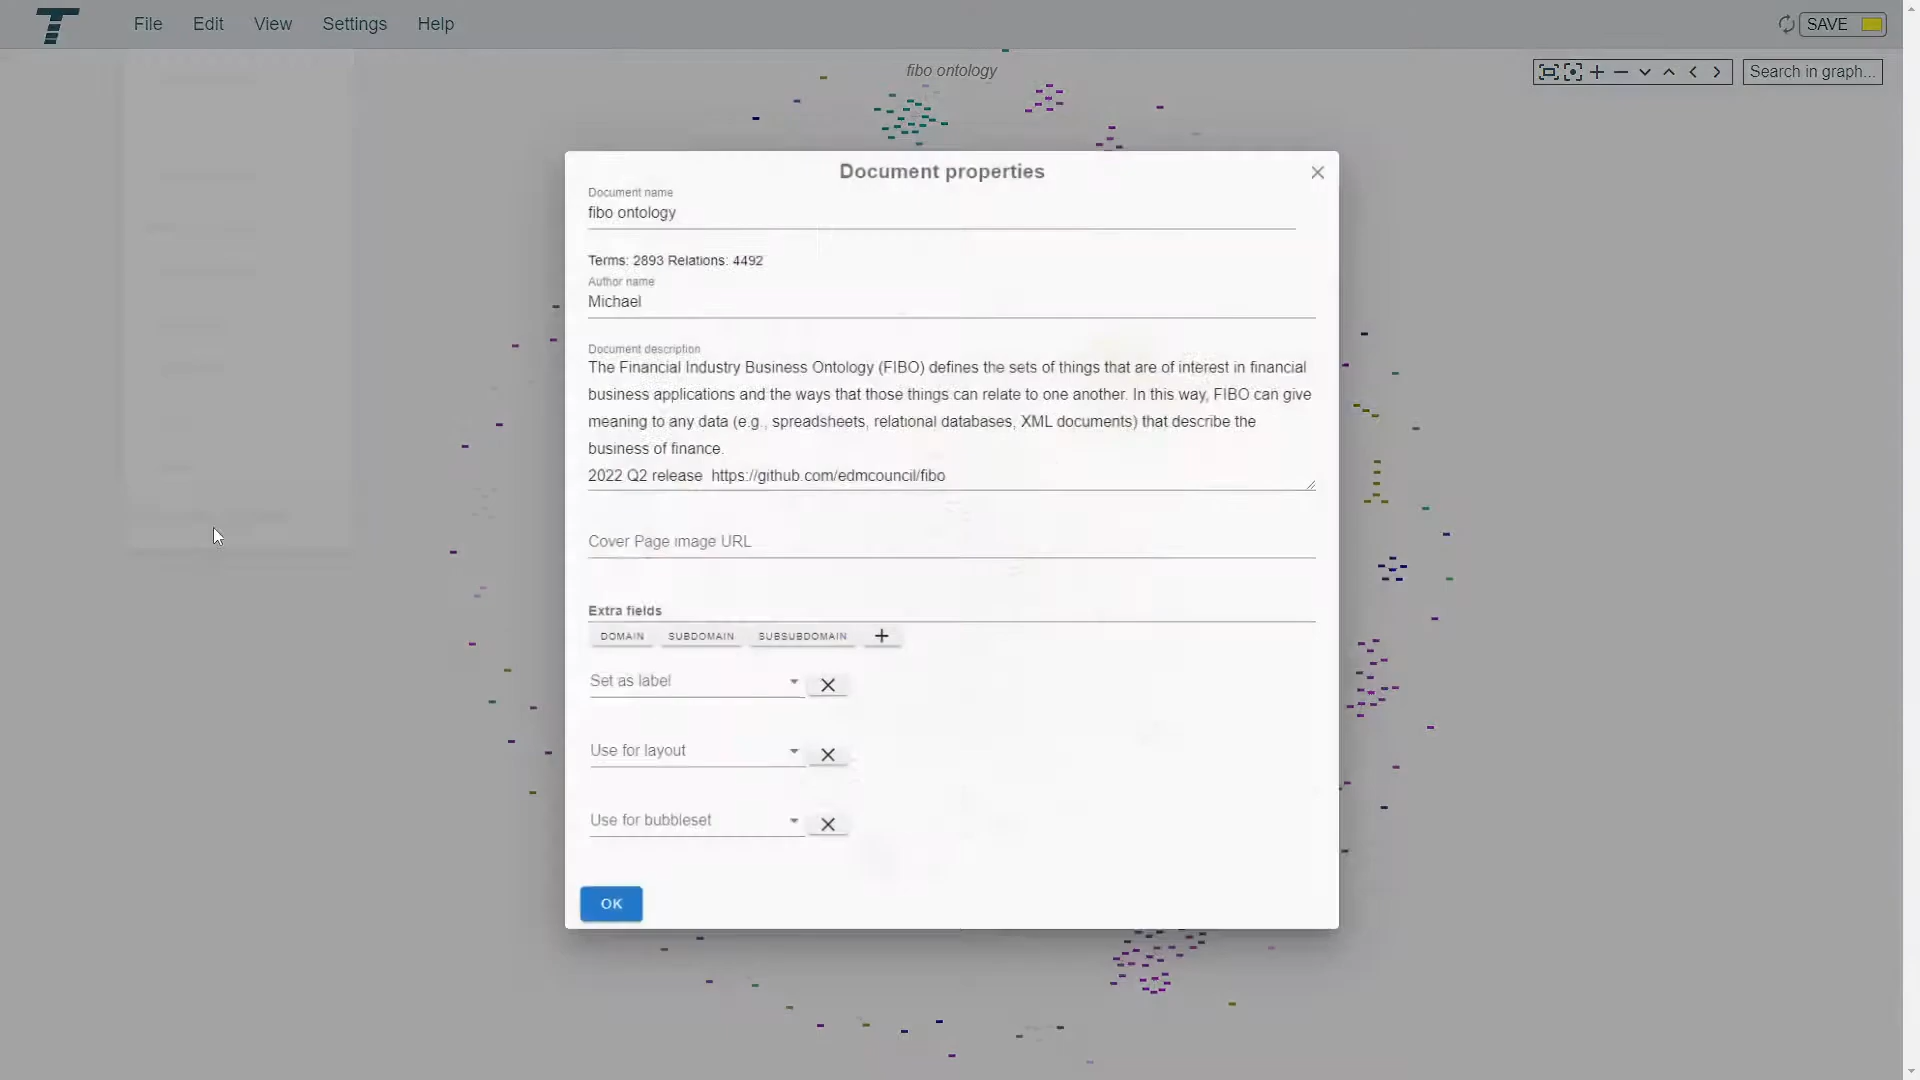 File Edit View Settings Help
SAVE
fibo ontology
Search in graph...
Document properties
Document name
fibo ontology
Terms: 2893 Relations: 4492
Author name
Michael
Document description
The Financial Industry Business Ontology (FIBO) defines the sets of things that are of interest in financial
business applications and the ways that those things can relate to one another. In this way, FIBO can give
meaning to any data (e.g., spreadsheets, relational databases, XML documents) that describe the
business of finance.
2022 Q2 release  https://github.com/edmcouncil/fibo
Cover Page image URL
Extra fields
DOMAIN SUBDOMAIN SUBSUBDOMAIN +
Set as label
Use for layout
Use for bubbleset
OK